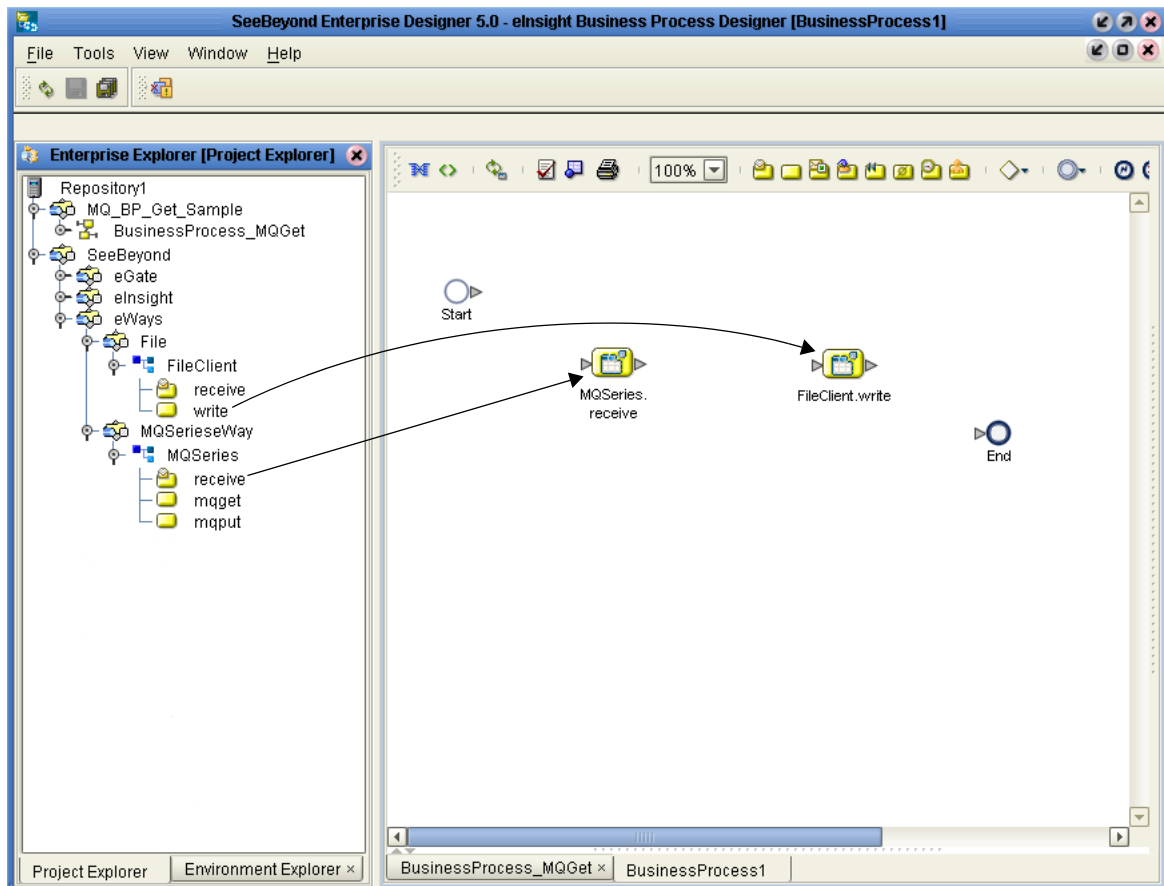 SeeBeyond Enterprise Designer 5.0 - eInsight Business Process Designer [BusinessProcess1]
File Tools View Window Help
Enterprise Explorer [Project Explorer]
Repository1
MQ_BP_Get_Sample
BusinessProcess_MQGet
SeeBeyond
eGate
eInsight
eWays
File
FileClient
receive
write
MQSerieseWay
MQSeries
receive
mqget
mqput
Project Explorer
Environment Explorer ×
100%
Start
MQSeries.
receive
FileClient.write
End
BusinessProcess_MQGet ×
BusinessProcess1